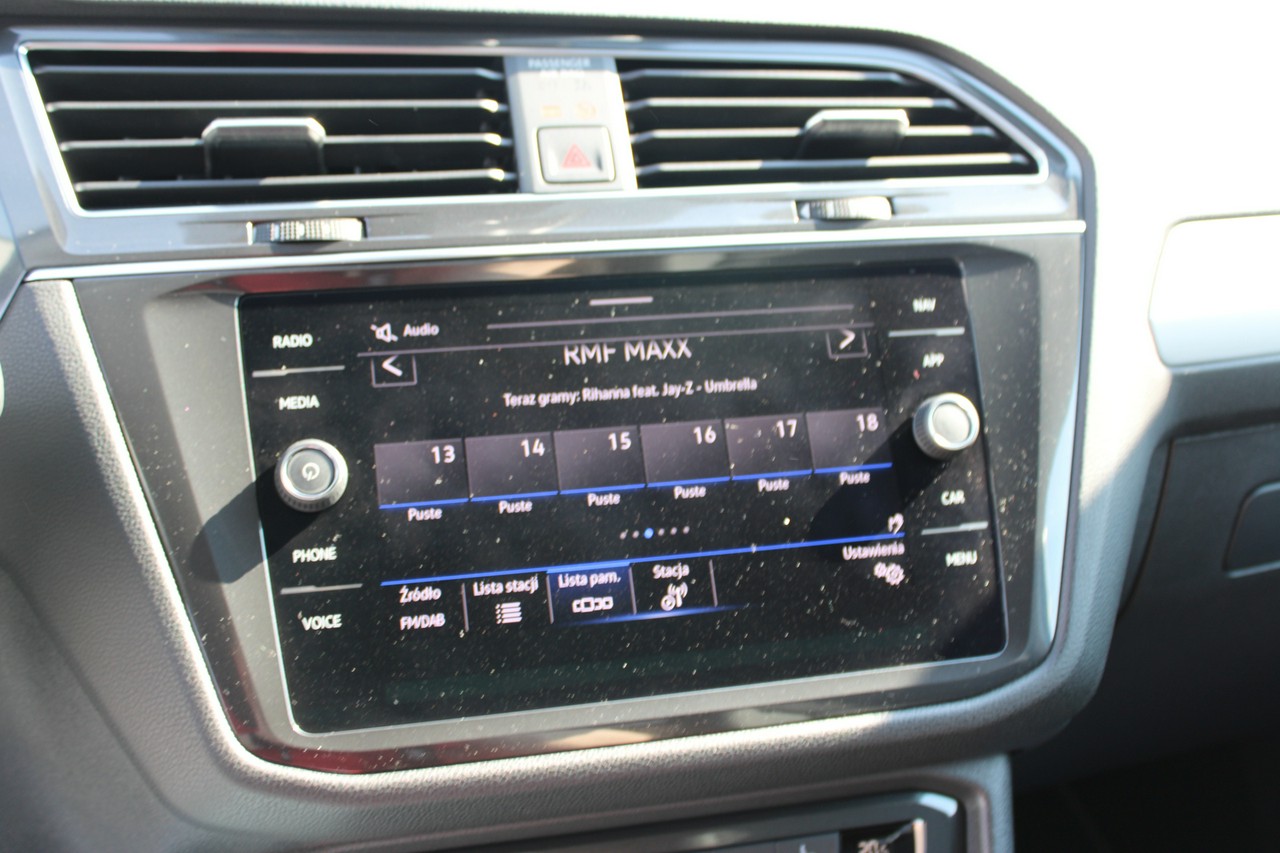 PASSENGER
RADIO
MEDIA
PHONE
VOICE
Audio
RMF MAXX
<
>
Teraz gramy: Rihanna feat. Jay-Z - Umbrella
13 14 15 16 17 18
Puste Puste Puste Puste Puste Puste
Źródło Lista stacji Lista pam. Stacja Ustawienia
FM/DAB
NAV
APP
CAR
MENU